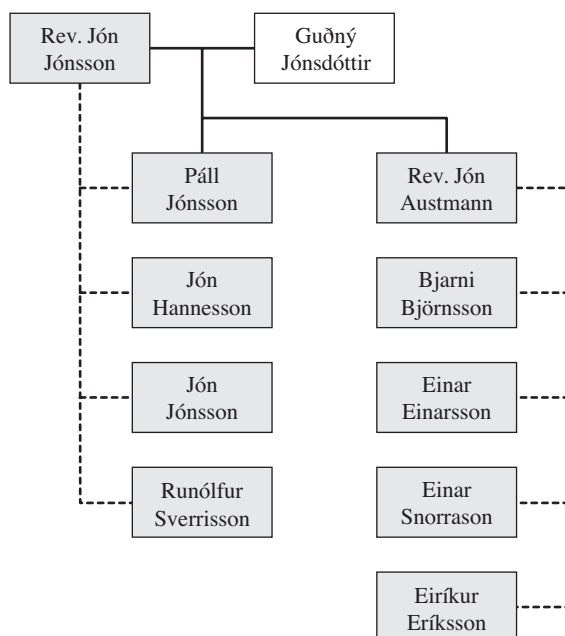 Rev. Jón
Jónsson
Guðný
Jónsdóttir
Páll
Jónsson
Rev. Jón
Austmann
Jón
Hannesson
Bjarni
Björnsson
Jón
Jónsson
Einar
Einarsson
Runólfur
Sverrisson
Einar
Snorrason
Eiríkur
Eríksson